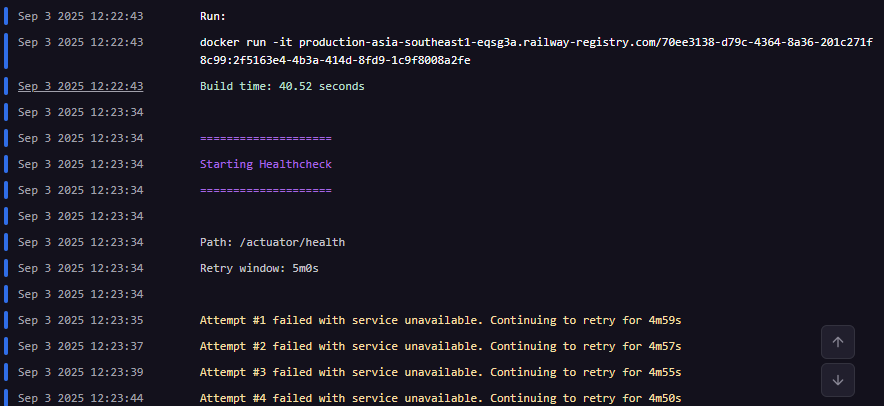 Sep 3 2025 12:22:43 Run:
Sep 3 2025 12:22:43 docker run -it production-asia-southeast1-eqsg3a.railway-registry.com/70ee3138-d79c-4364-8a36-201c271f
8c99:2f5163e4-4b3a-414d-8fd9-1c9f8008a2fe
Sep 3 2025 12:22:43 Build time: 40.52 seconds
Sep 3 2025 12:23:34
Sep 3 2025 12:23:34 ====================
Sep 3 2025 12:23:34 Starting Healthcheck
Sep 3 2025 12:23:34 ====================
Sep 3 2025 12:23:34
Sep 3 2025 12:23:34 Path: /actuator/health
Sep 3 2025 12:23:34 Retry window: 5m0s
Sep 3 2025 12:23:34
Sep 3 2025 12:23:35 Attempt #1 failed with service unavailable. Continuing to retry for 4m59s
Sep 3 2025 12:23:37 Attempt #2 failed with service unavailable. Continuing to retry for 4m57s
Sep 3 2025 12:23:39 Attempt #3 failed with service unavailable. Continuing to retry for 4m55s
Sep 3 2025 12:23:44 Attempt #4 failed with service unavailable. Continuing to retry for 4m50s